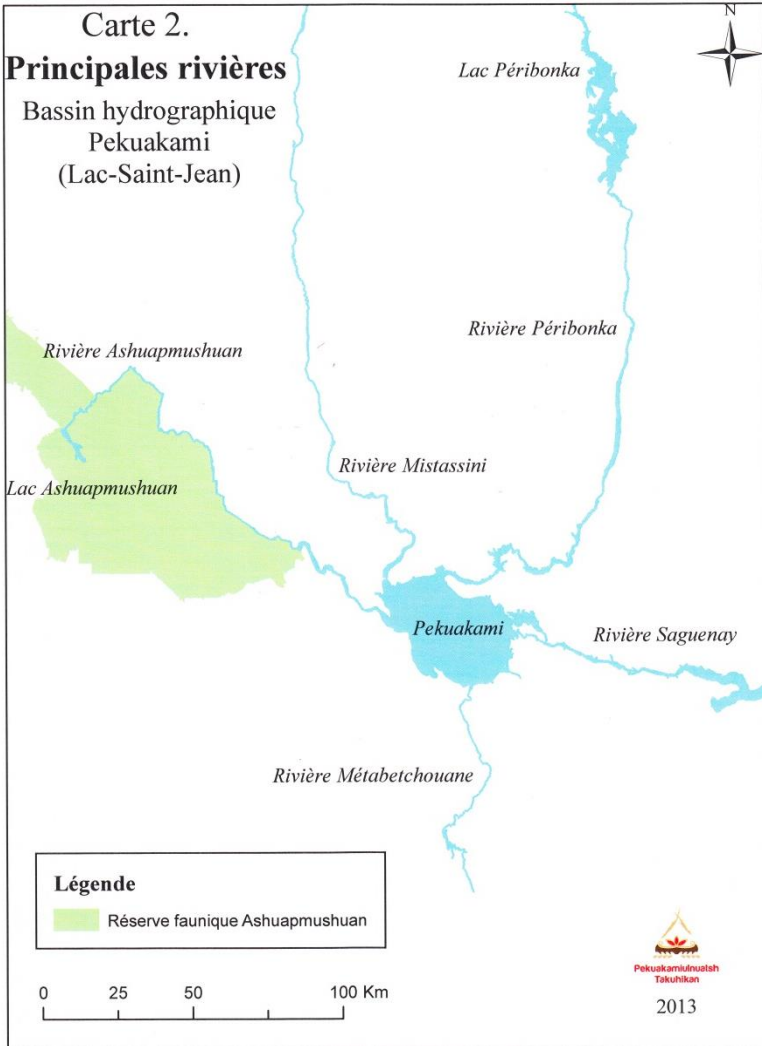 Carte 2.
Principales rivières
Bassin hydrographique
Pekuakami
(Lac-Saint-Jean)
N
Lac Péribonka
Rivière Péribonka
Rivière Ashuapmushuan
Rivière Mistassini
Lac Ashuapmushuan
Pekuakami
Rivière Saguenay
Rivière Métabetchouane
Légende
Réserve faunique Ashuapmushuan
0 25 50 100 Km
Pekuakamiulnuatsh
Takuhikan
2013